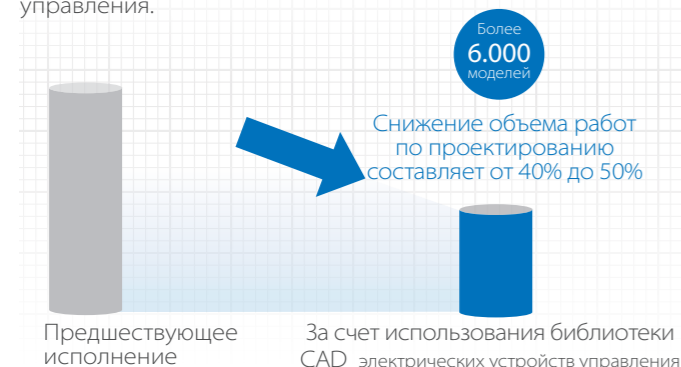 управления.
Более
6.000
моделей
Снижение объема работ
по проектированию
составляет от 40% до 50%
Предшествующее
исполнение
За счет использования библиотеки
CAD электрических устройств управления